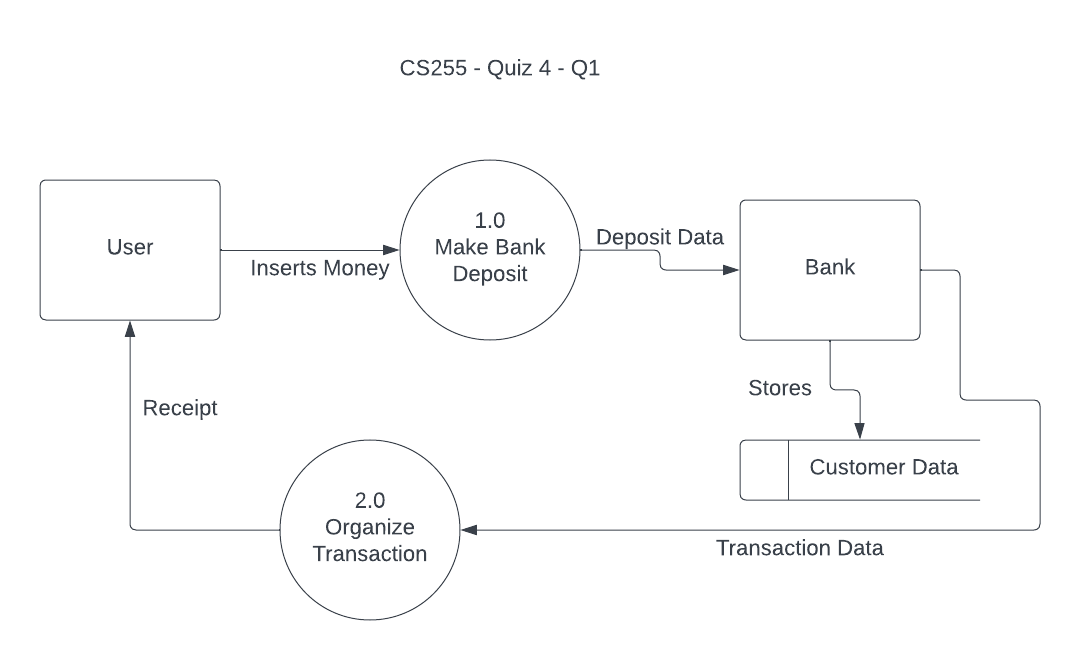 CS255 - Quiz 4 - Q1
User
Inserts Money
1.0
Make Bank
Deposit
Deposit Data
Bank
Stores
Customer Data
Receipt
2.0
Organize
Transaction
Transaction Data